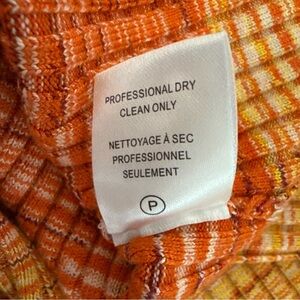 PROFESSIONAL DRY
CLEAN ONLY
NETTOYAGE À SEC
PROFESSIONNEL
SEULEMENT
P